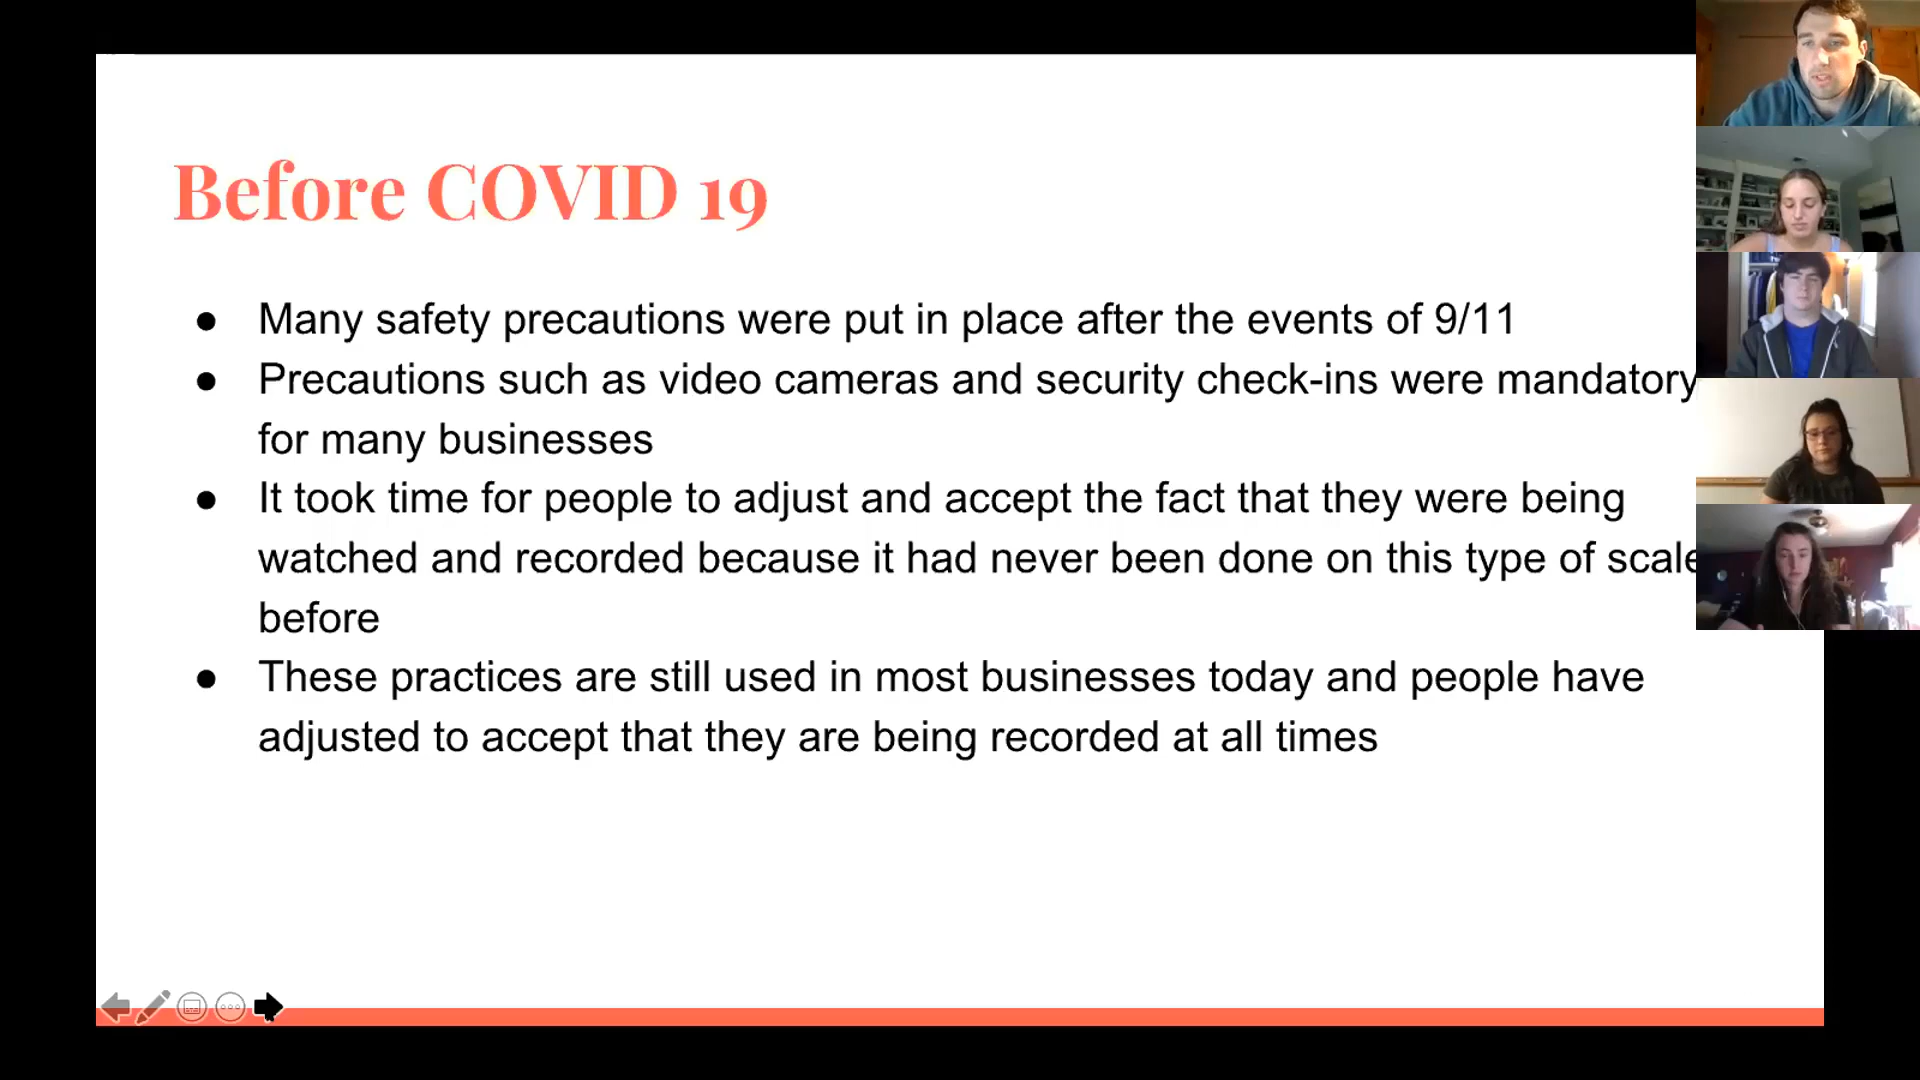 Before COVID 19
● Many safety precautions were put in place after the events of 9/11
● Precautions such as video cameras and security check-ins were mandatory
for many businesses
● It took time for people to adjust and accept the fact that they were being
watched and recorded because it had never been done on this type of scale
before
● These practices are still used in most businesses today and people have
adjusted to accept that they are being recorded at all times